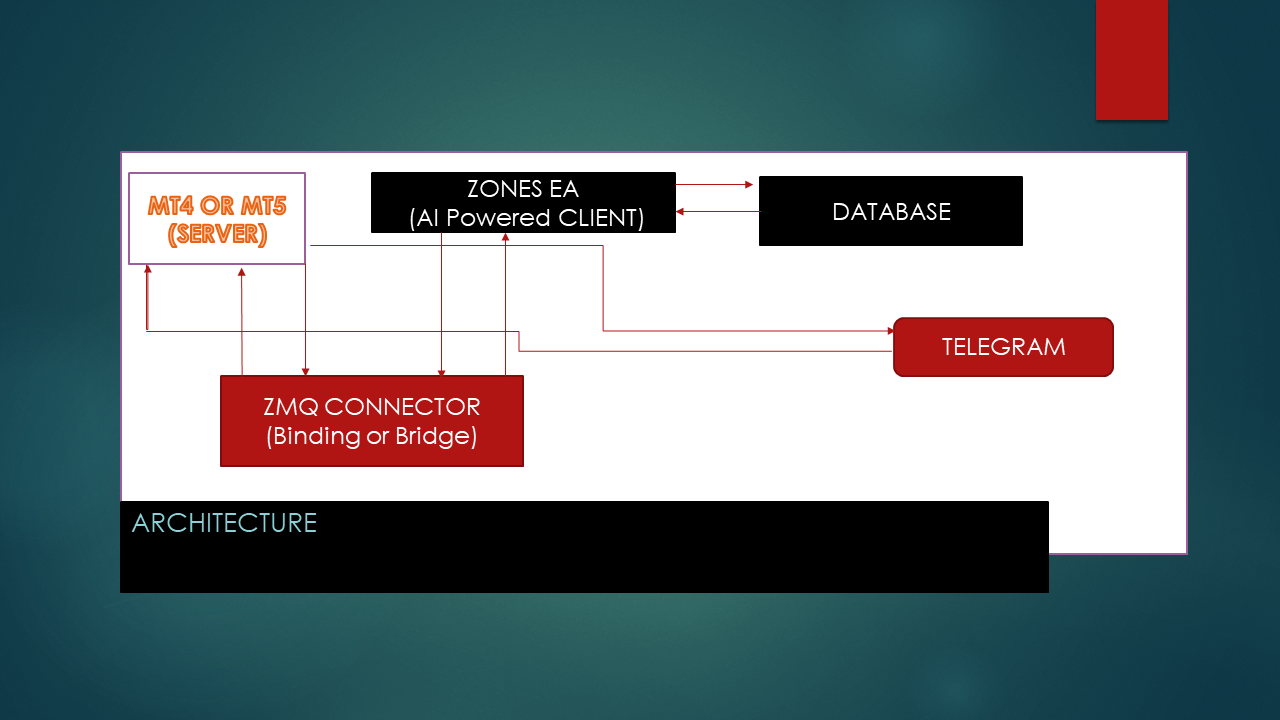 MT4 OR MT5
(SERVER)
ZONES EA
(AI Powered CLIENT)
DATABASE
TELEGRAM
ZMQ CONNECTOR
(Binding or Bridge)
ARCHITECTURE